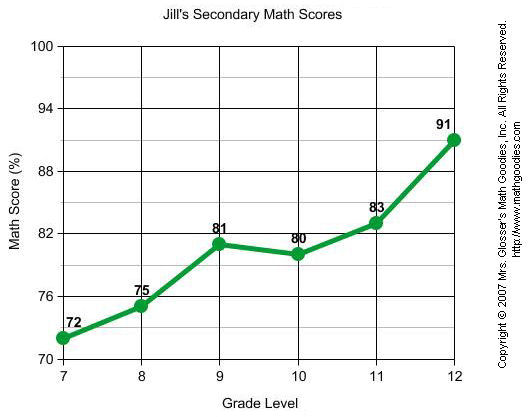 Jill's Secondary Math Scores
100
94
88
82
76
70
Math Score (%)
72
75
81
80
83
91
7 8 9 10 11 12
Grade Level
Copyright © 2007 Mrs. Glosser's Math Goodies, Inc. All Rights Reserved.
http://www.mathgoodies.com